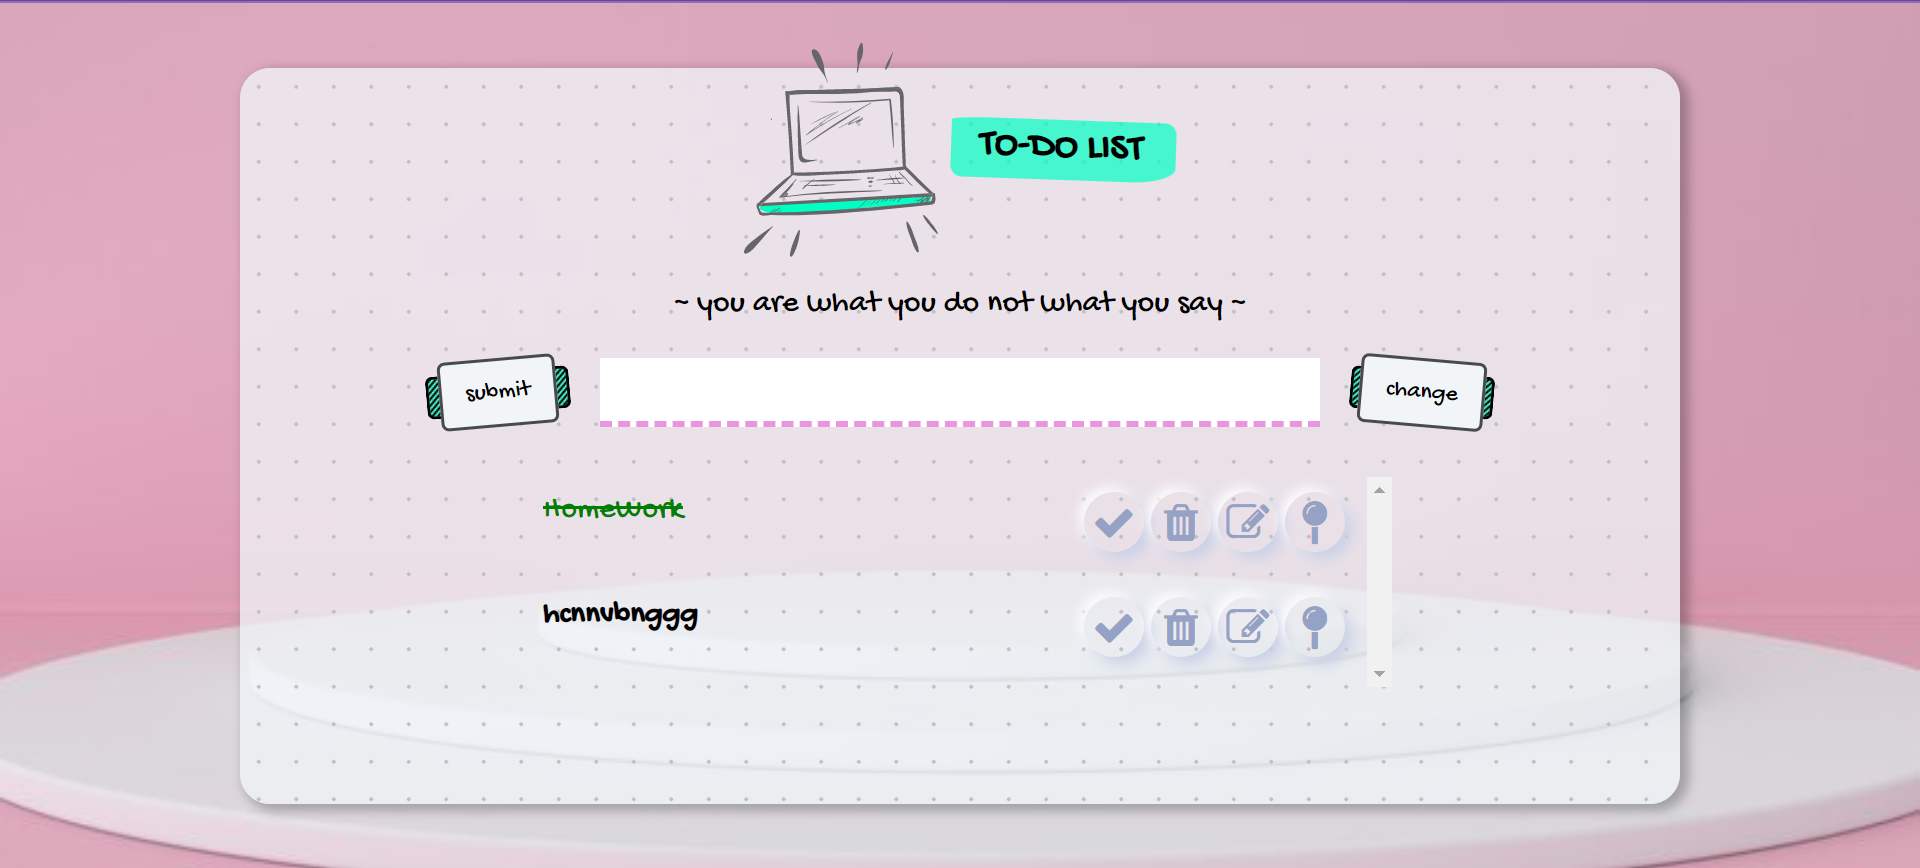 TO-DO LIST
~ you are what you do not what you say ~
submit
change
HomeWork
hcnnvbnggg